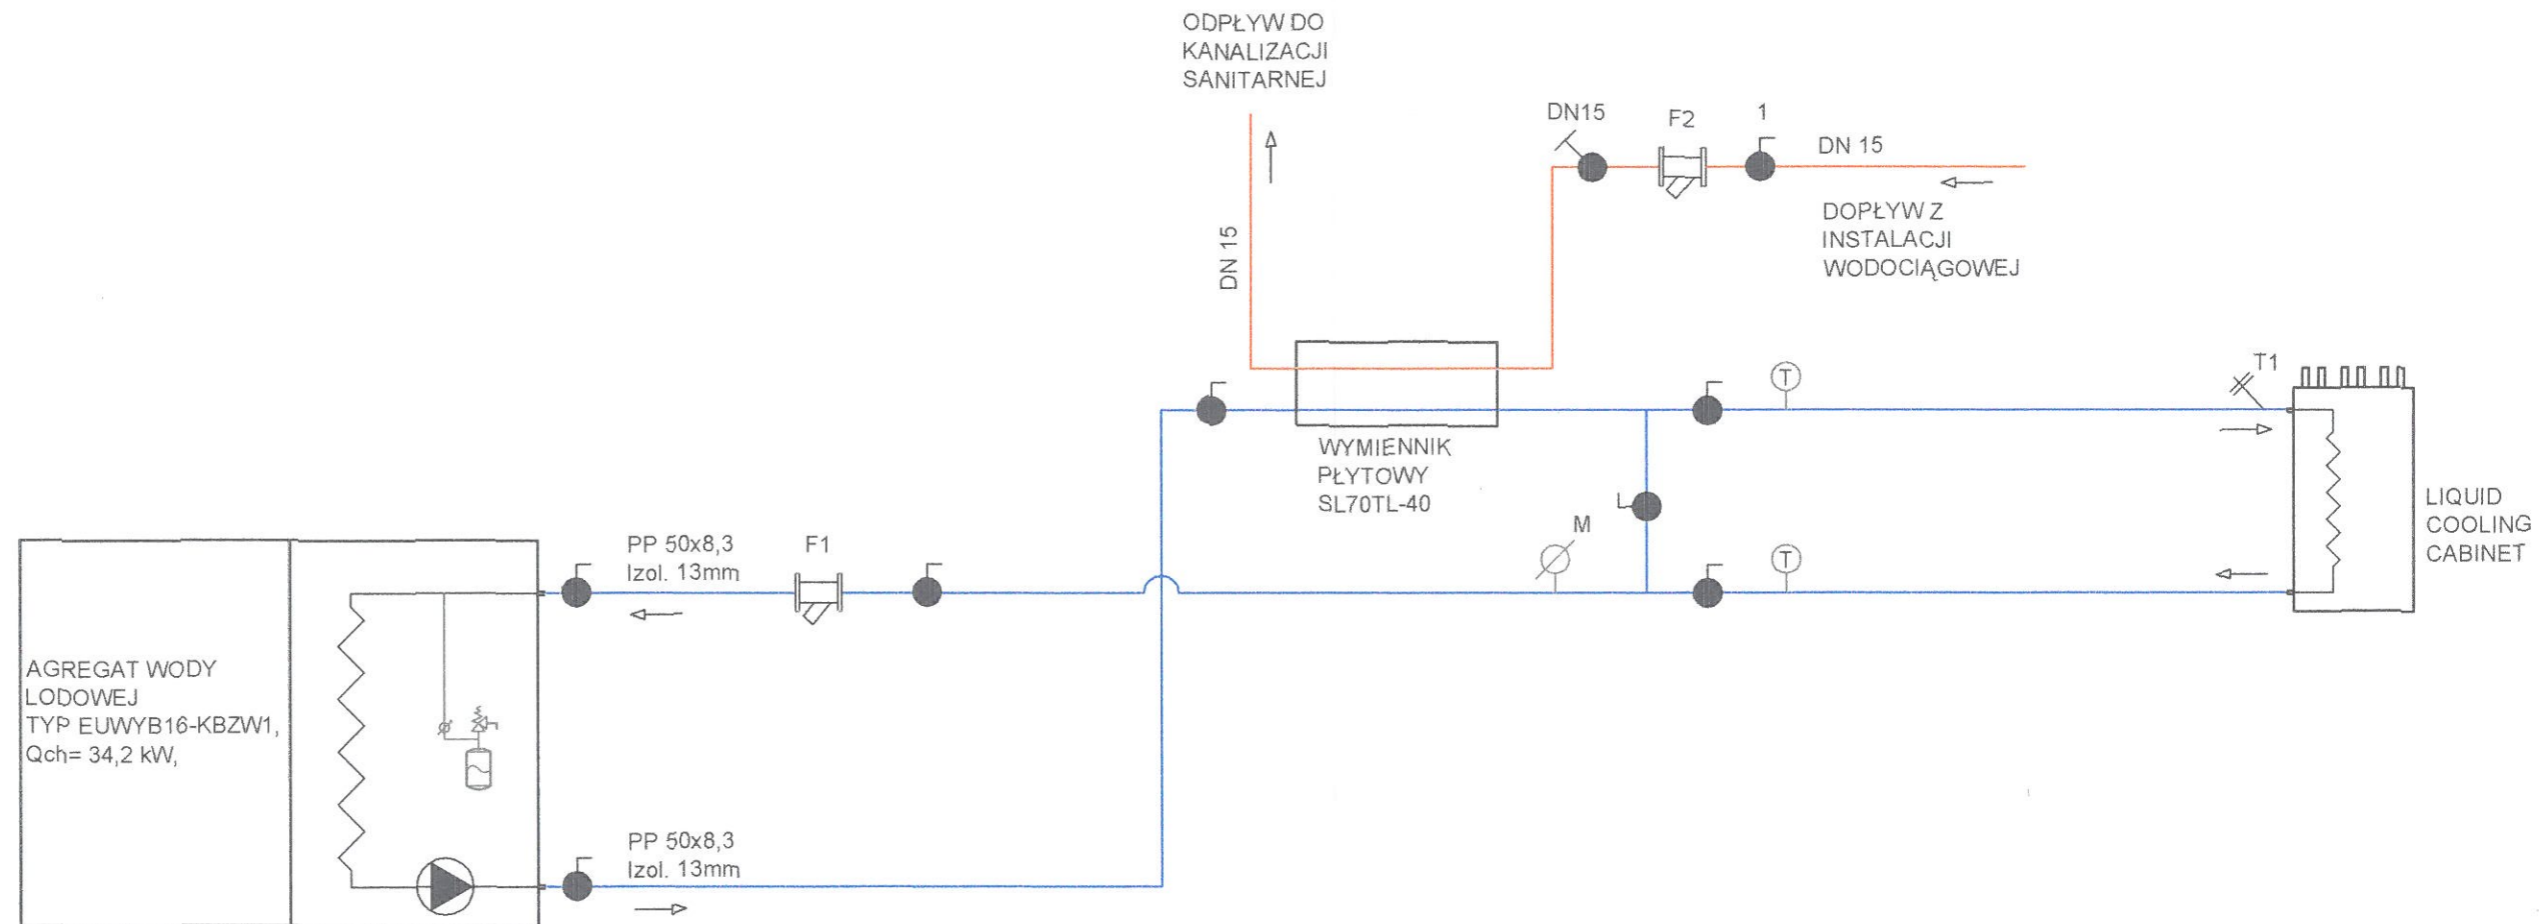 ODPŁYW DO
KANALIZACJI
SANITARNEJ
DN15
F2
1
DN 15
DOPŁYW Z
INSTALACJI
WODOCIĄGOWEJ
DN 15
T
T1
WYMIENNIK
PŁYTOWY
SL70TL-40
LIQUID
COOLING
CABINET
M
T
PP 50x8,3
Izol. 13mm
F1
AGREGAT WODY
LODOWEJ
TYP EUWYB16-KBZW1,
Qch= 34,2 kW,
PP 50x8,3
Izol. 13mm